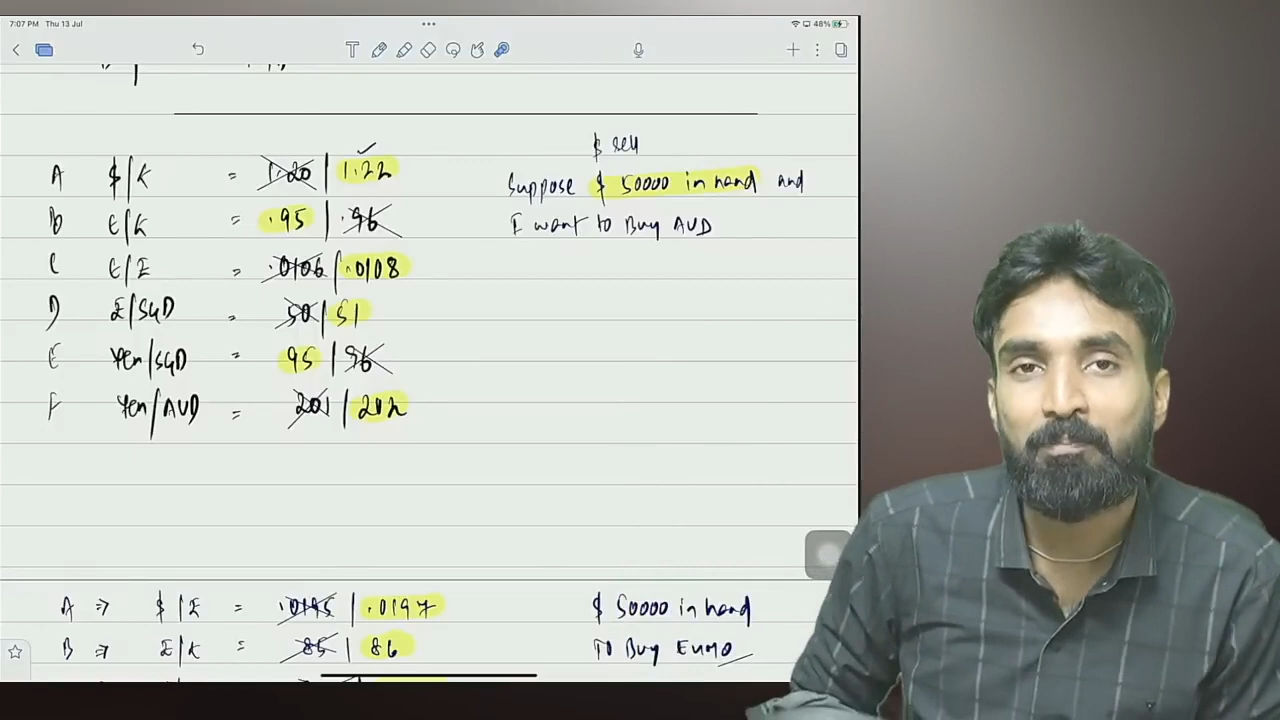 7:07 PM Thu 13 Jul
48%
$ sell
A $/K = 1.20 | 1.22
Suppose $ 50000 in hand and
B E/K = .95 | .96
I want to Buy AUD
C E/I = .0106 | .0108
D I/SGD = 50 | 51
E Yen/SGD = 95 | 96
F Yen/AUD = 201 | 202
A ⇒ $/I = .0195 | .0197
$ 50000 in hand
B ⇒ I/K = 85 | 86
To Buy EURO